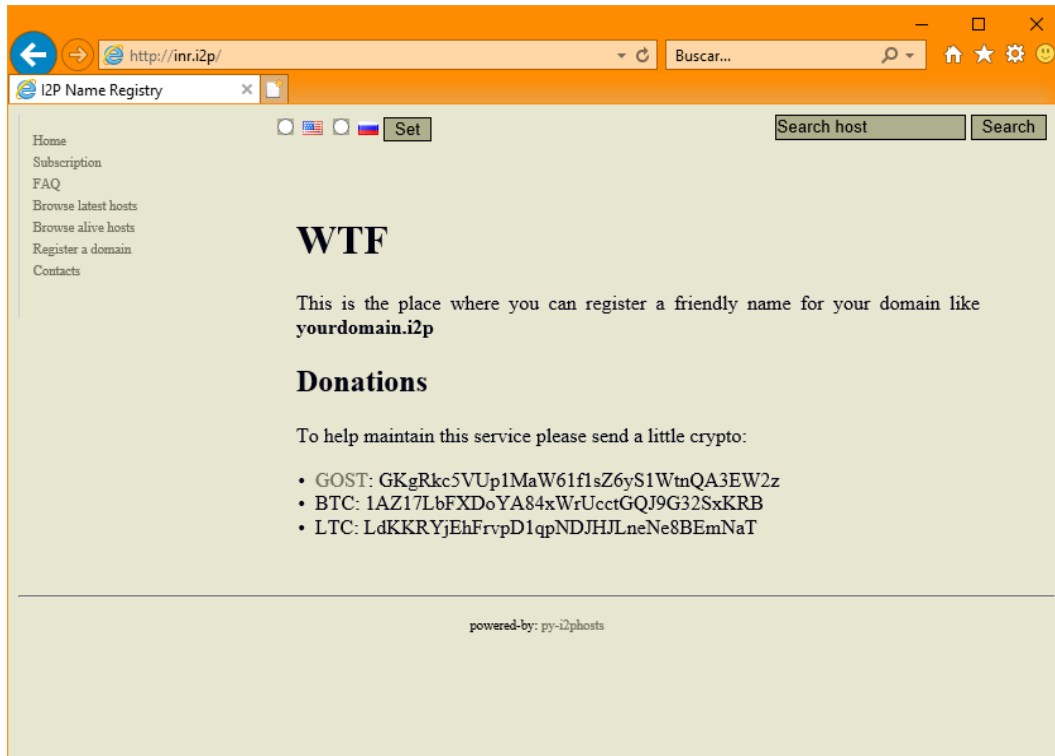 http://inr.i2p/
Buscar...
I2P Name Registry
Set
Search host
Search
Home
Subscription
FAQ
Browse latest hosts
Browse alive hosts
Register a domain
Contacts
WTF
This is the place where you can register a friendly name for your domain like
yourdomain.i2p
Donations
To help maintain this service please send a little crypto:
• GOST: GKgRkc5VUp1MaW61f1sZ6yS1WtnQA3EW2z
• BTC: 1AZ17LbFXDoYA84xWrUcctGQJ9G32SxKRB
• LTC: LdKKRYjEhFrvpD1qpNDJHJLneNe8BEmNaT
powered-by: py-i2phosts